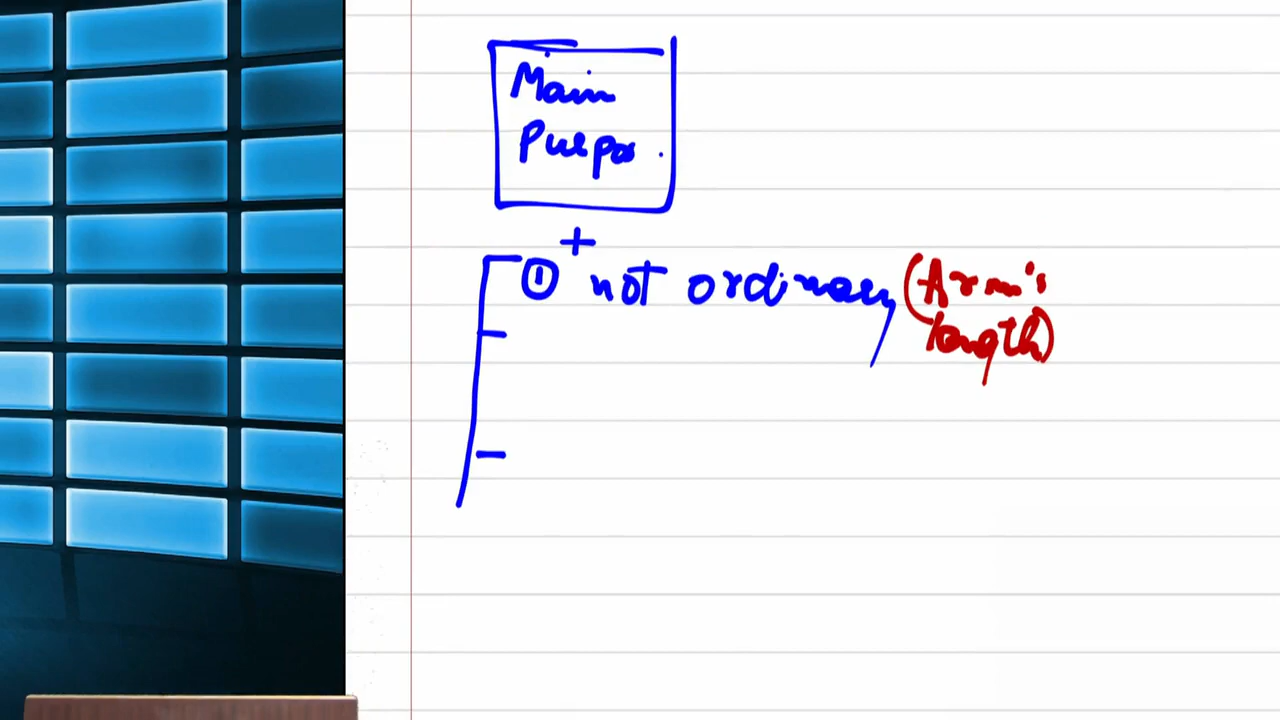 Main
Purpos
+
① not ordinary (Arm's
length)